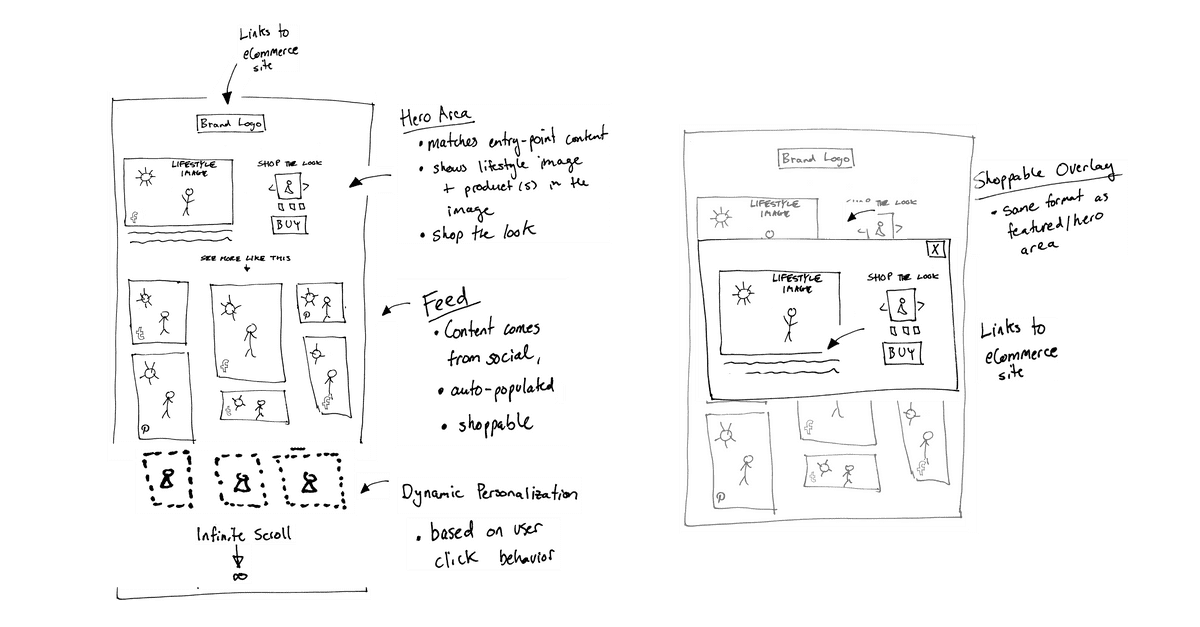 Links to
eCommerce
site
Brand Logo
LIFESTYLE
IMAGE
SHOP THE LOOK
< >
BUY
SEE MORE LIKE THIS
P
P
Infinite Scroll
∞
Hero Area
• matches entry-point content
• shows lifestyle image
+ product(s) in the
image
• Shop the look
Feed
• Content comes
from social,
• auto-populated
• shoppable
Dynamic Personalization
• based on user
click behavior
Brand Logo
LIFESTYLE
IMAGE
THE LOOK
X
LIFESTYLE
IMAGE
SHOP THE LOOK
< >
BUY
P
Shoppable Overlay
• Same format as
featured/hero
area
Links to
eCommerce
site